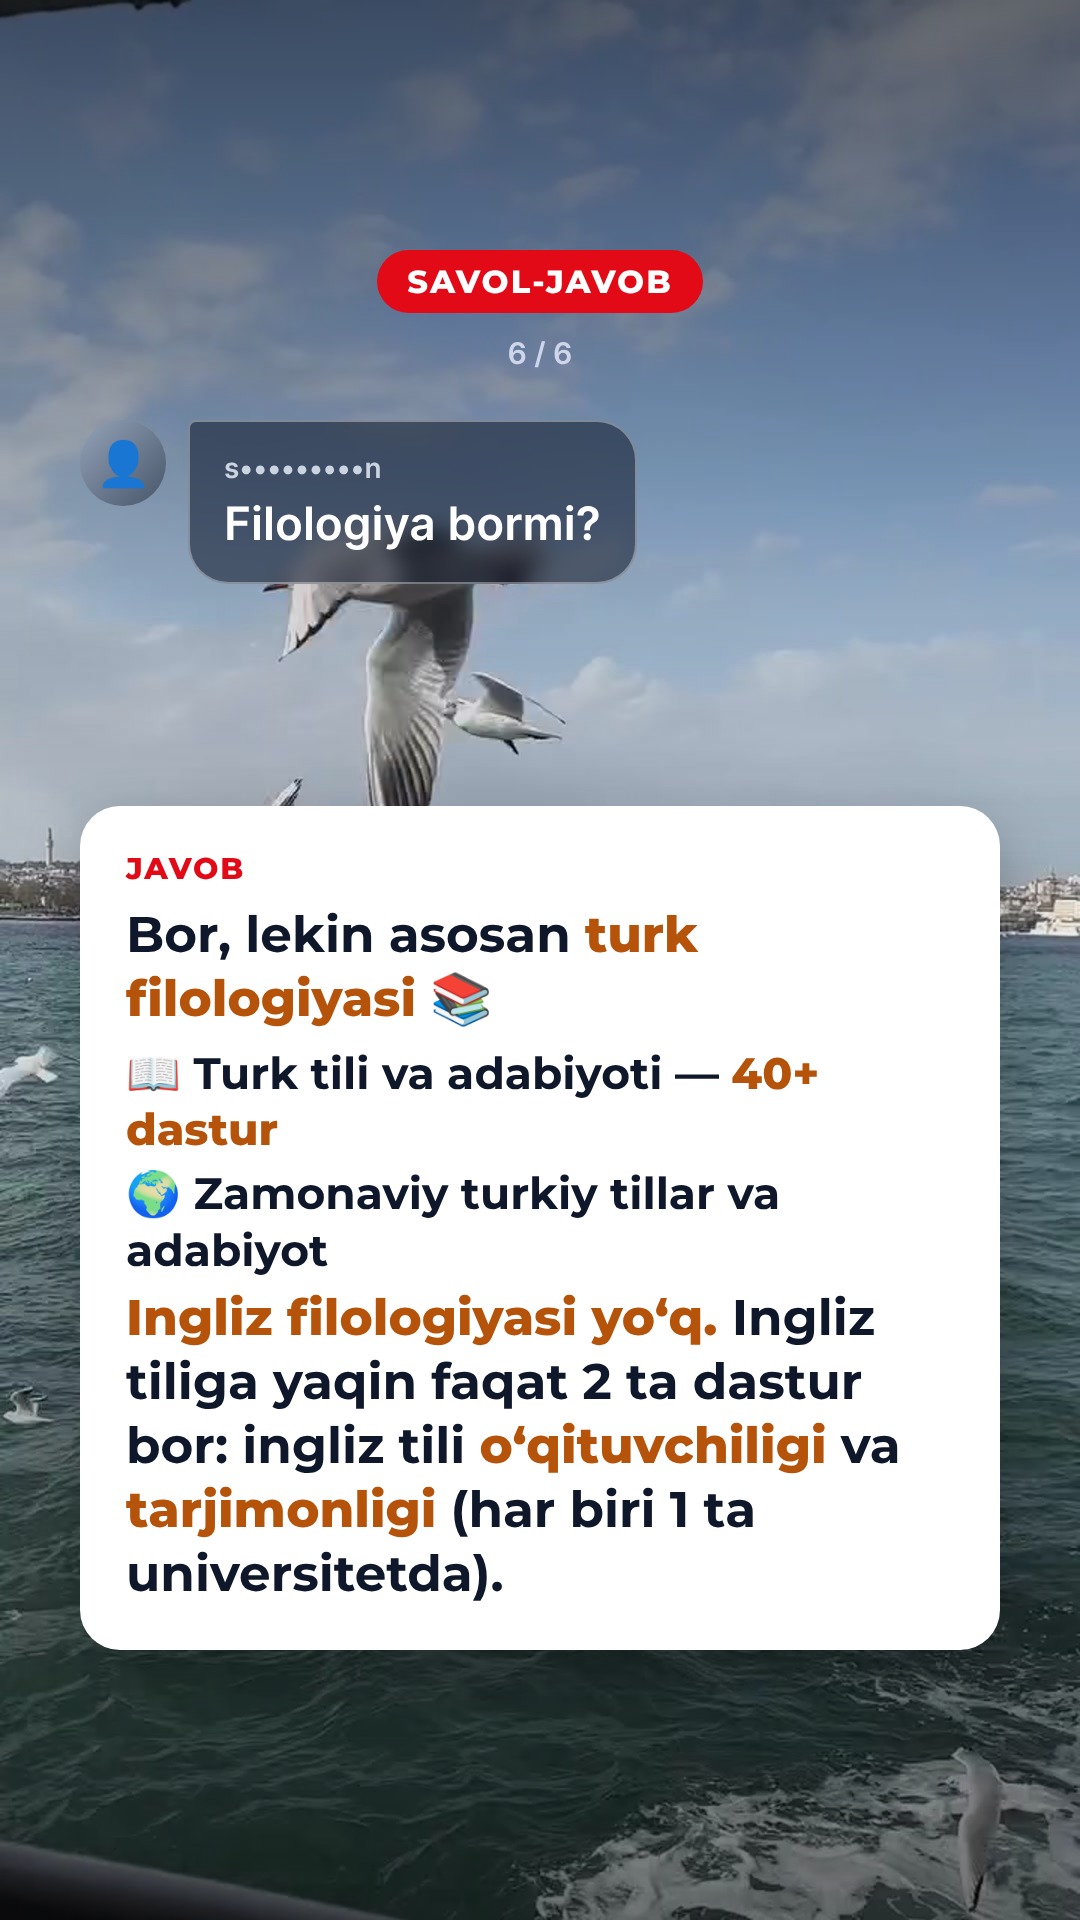 SAVOL-JAVOB
6 / 6
s•••••••••n
Filologiya bormi?
JAVOB
Bor, lekin asosan turk
filologiyasi 📚
📖 Turk tili va adabiyoti — 40+
dastur
🌍 Zamonaviy turkiy tillar va
adabiyot
Ingliz filologiyasi yo‘q. Ingliz
tiliga yaqin faqat 2 ta dastur
bor: ingliz tili o‘qituvchiligi va
tarjimonligi (har biri 1 ta
universitetda).